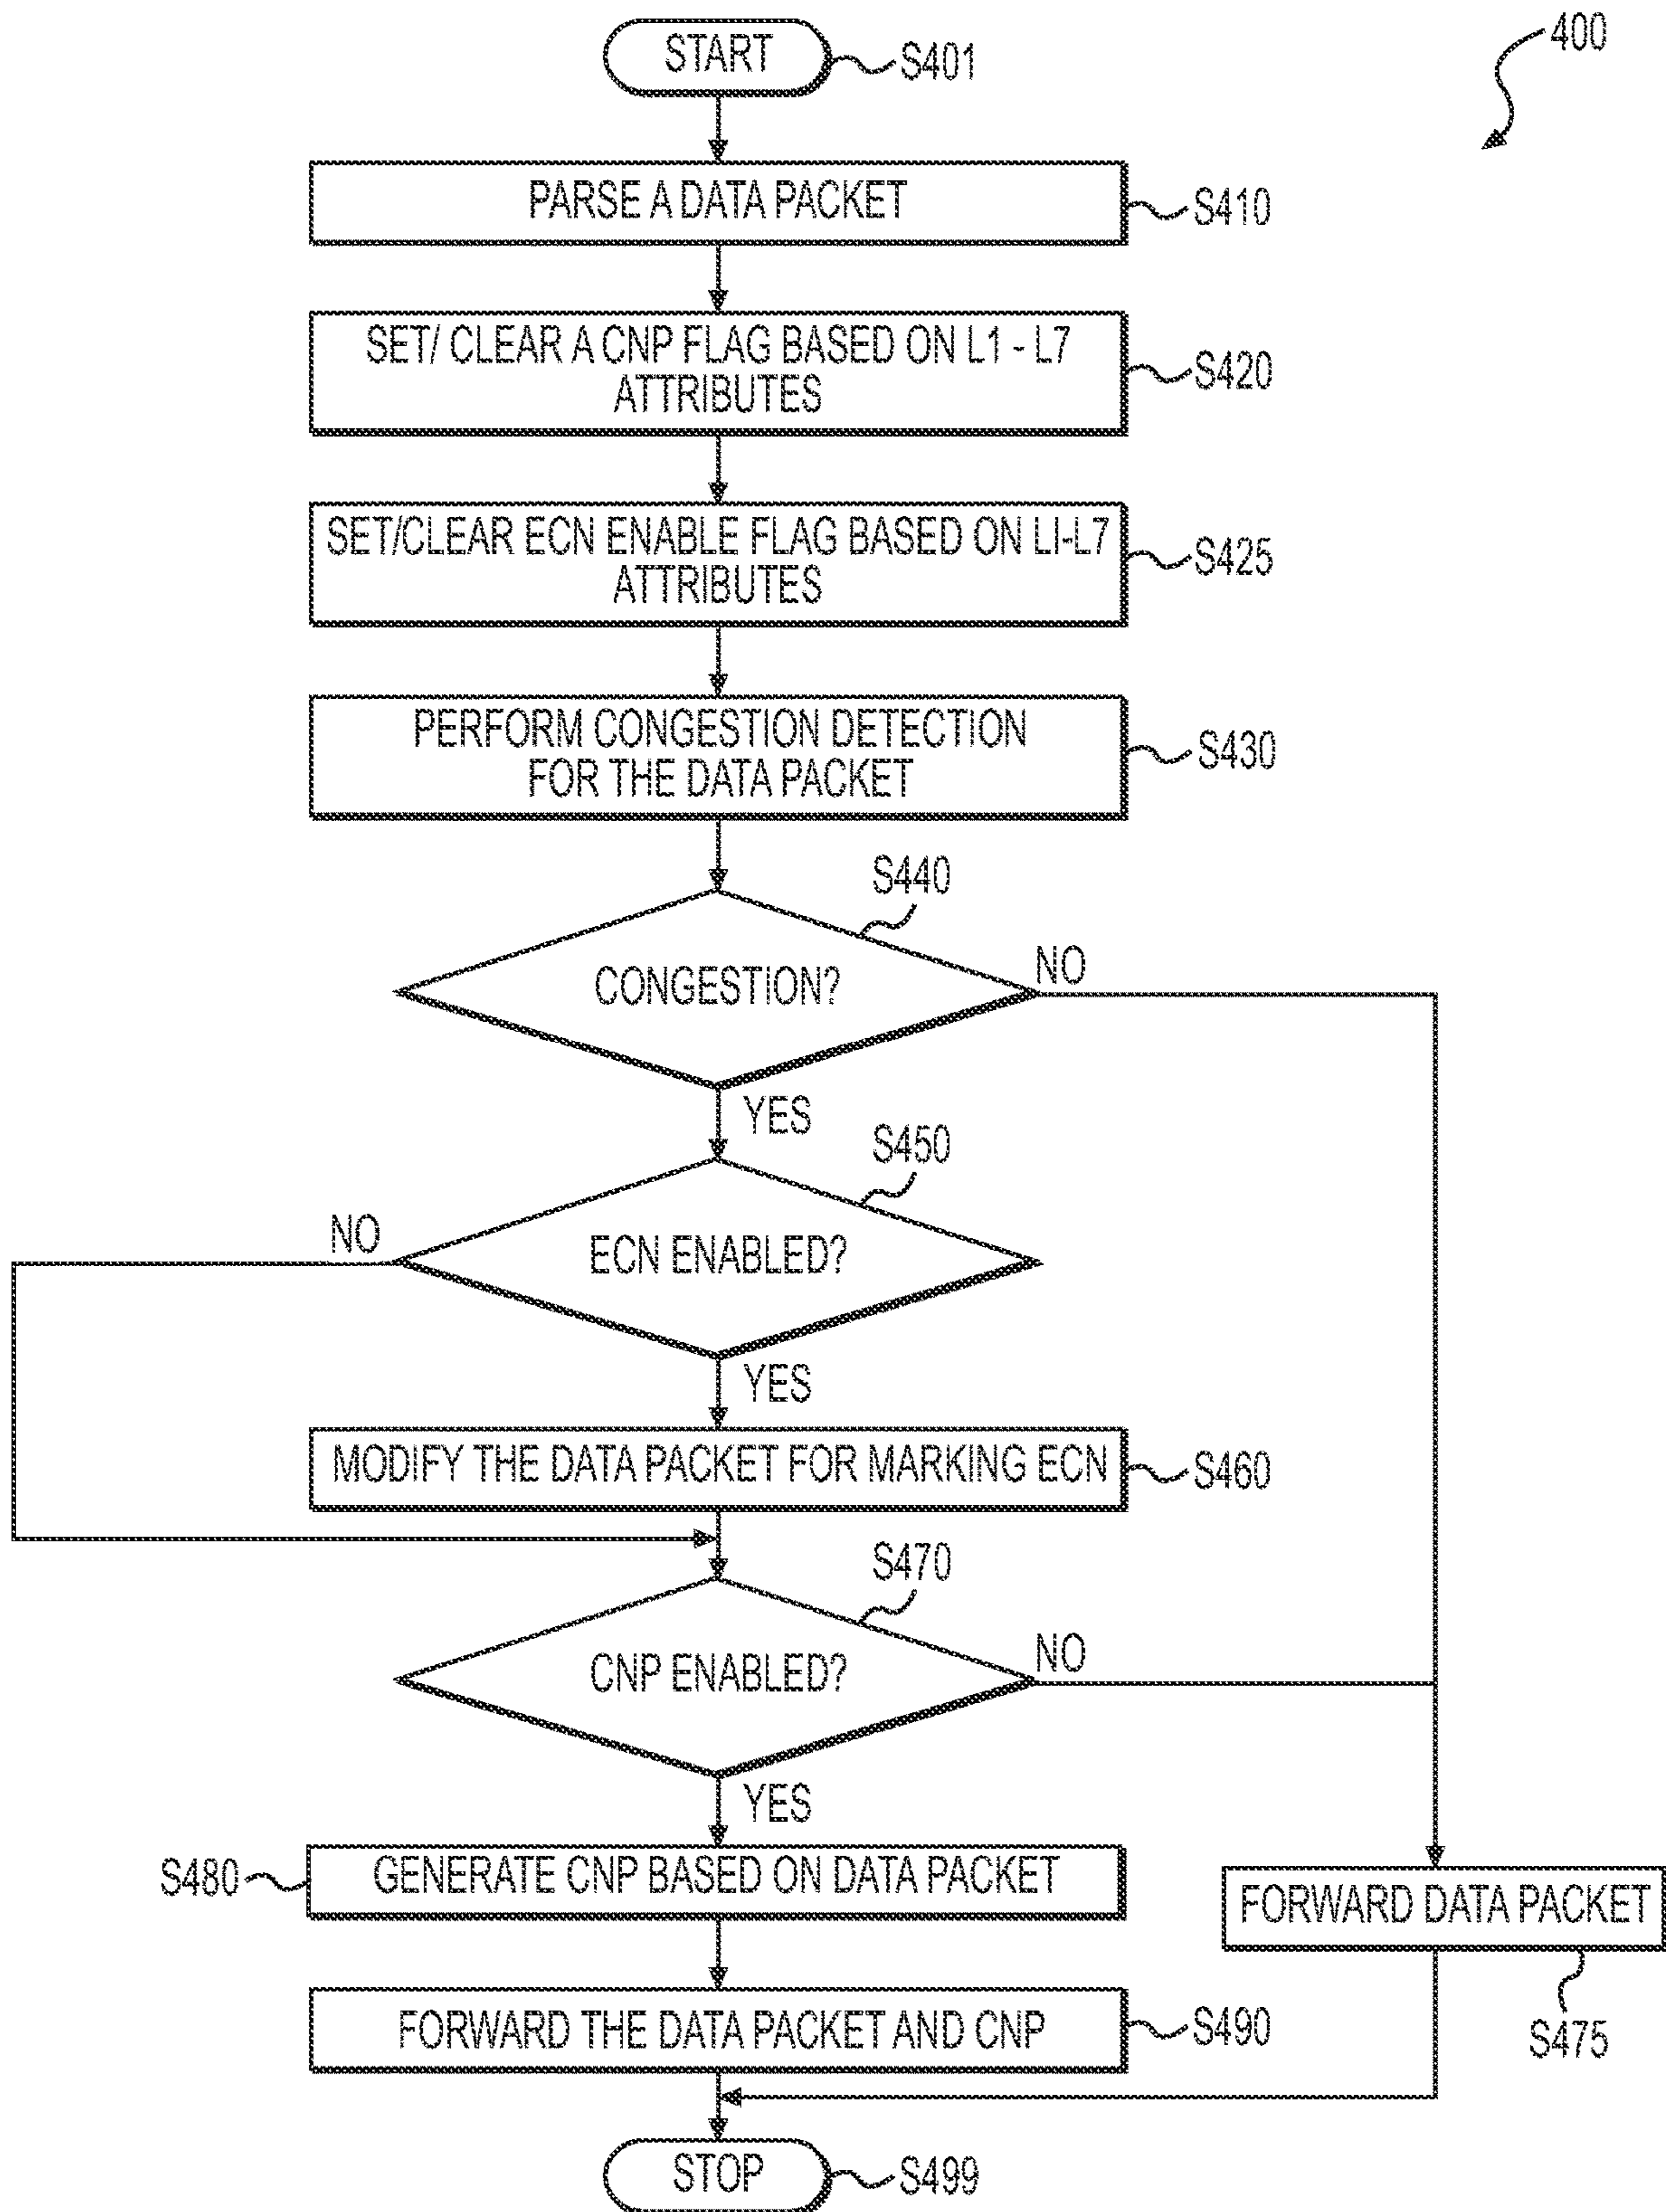 400
START
S401
PARSE A DATA PACKET
S410
SET/ CLEAR A CNP FLAG BASED ON L1 - L7
ATTRIBUTES
S420
SET/CLEAR ECN ENABLE FLAG BASED ON LI-L7
ATTRIBUTES
S425
PERFORM CONGESTION DETECTION
FOR THE DATA PACKET
S430
S440
CONGESTION?
NO
YES
S450
NO
ECN ENABLED?
YES
MODIFY THE DATA PACKET FOR MARKING ECN
S460
S470
CNP ENABLED?
NO
YES
S480
GENERATE CNP BASED ON DATA PACKET
FORWARD DATA PACKET
S475
FORWARD THE DATA PACKET AND CNP
S490
STOP
S499